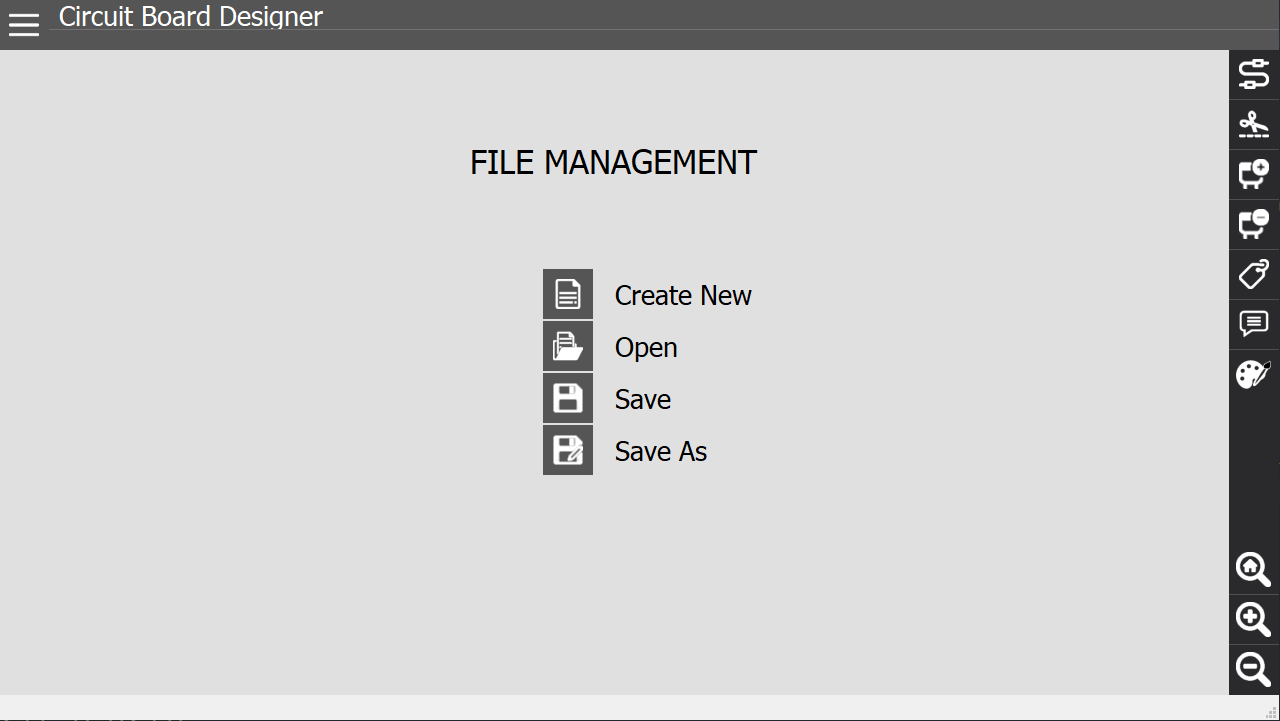 Circuit Board Designer
FILE MANAGEMENT
Create New
Open
Save
Save As